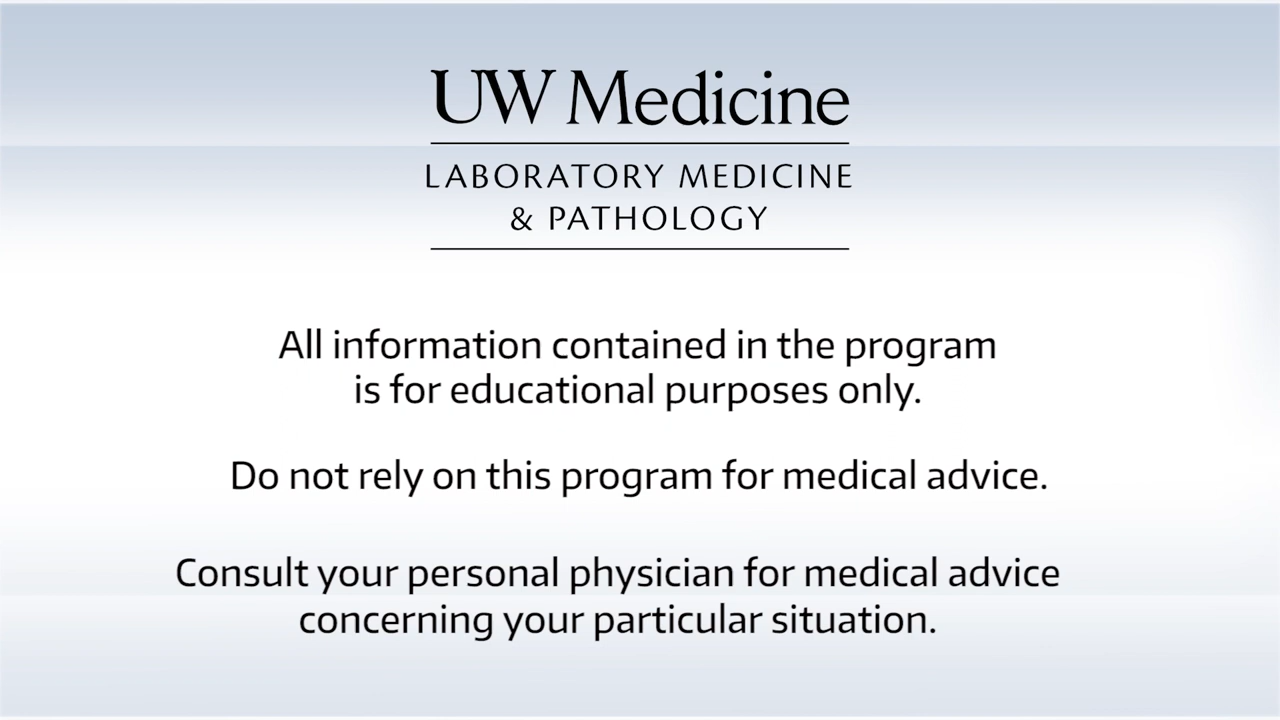 UW Medicine
LABORATORY MEDICINE
& PATHOLOGY
All information contained in the program
is for educational purposes only.
Do not rely on this program for medical advice.
Consult your personal physician for medical advice
concerning your particular situation.